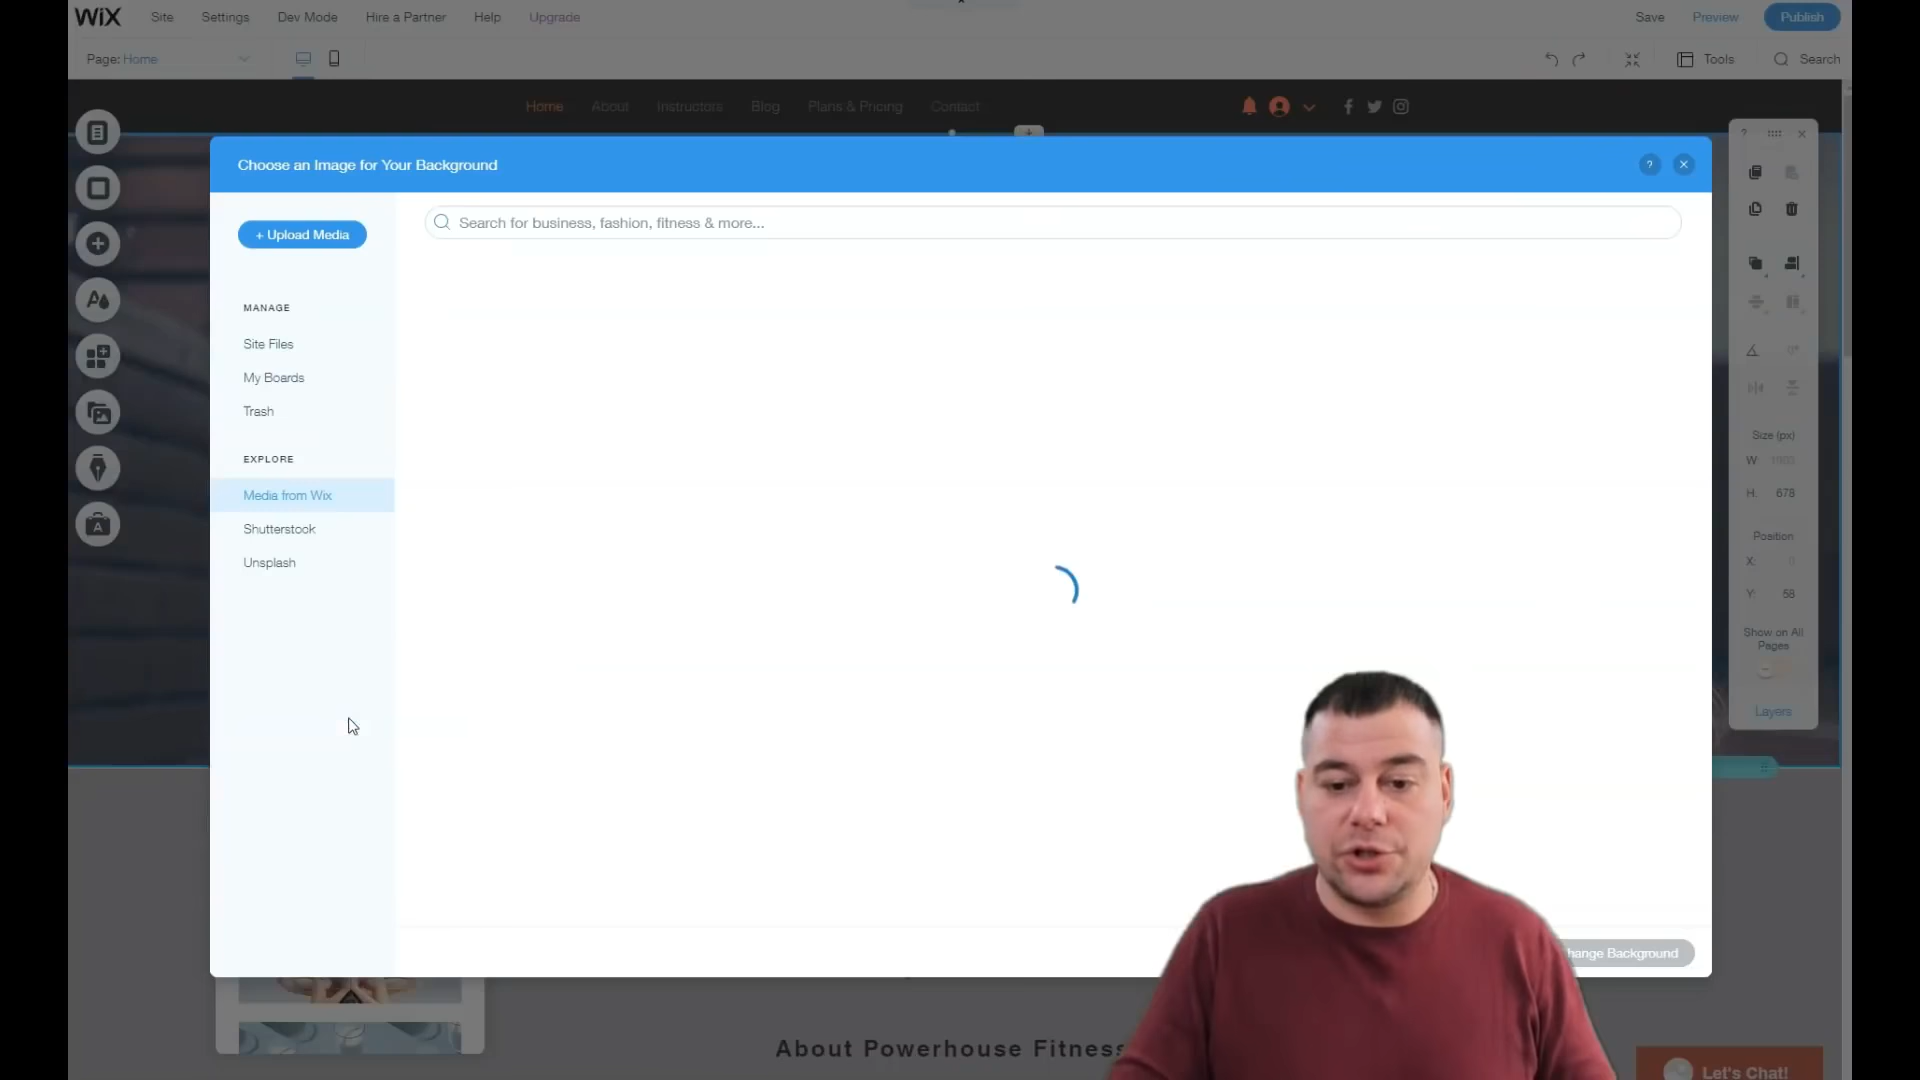 WiX Site Settings Dev Mode Hire a Partner Help Upgrade Save Preview Publish
Page: Home Tools Search
Home About Instructors Blog Plans & Pricing Contact
Choose an Image for Your Background ? ×
+ Upload Media
Search for business, fashion, fitness & more...
MANAGE
Site Files
My Boards
Trash
EXPLORE
Media from Wix
Shutterstock
Unsplash
hange Background
?
Size (px)
W:
H: 678
Position
X:
Y: 58
Show on All
Pages
Layers
About Powerhouse Fitness
Let's Chat!